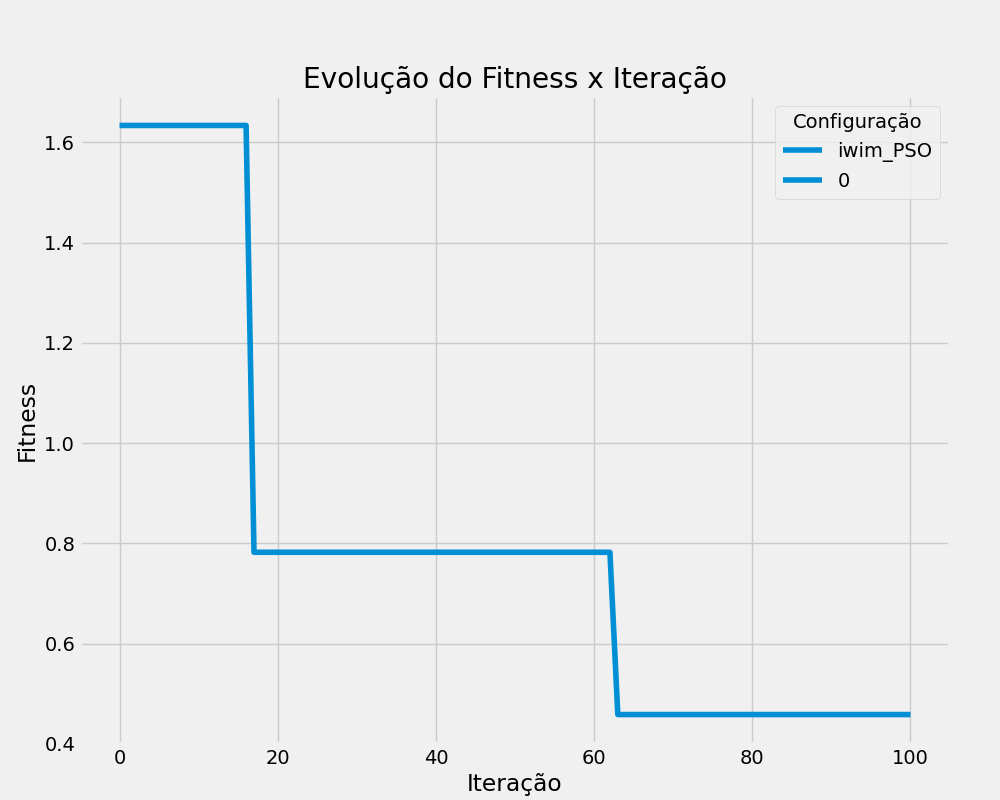 Evolução do Fitness x Iteração
Configuração
iwim_PSO
0
Fitness
1.6
1.4
1.2
1.0
0.8
0.6
0.4
0 20 40 60 80 100
Iteração